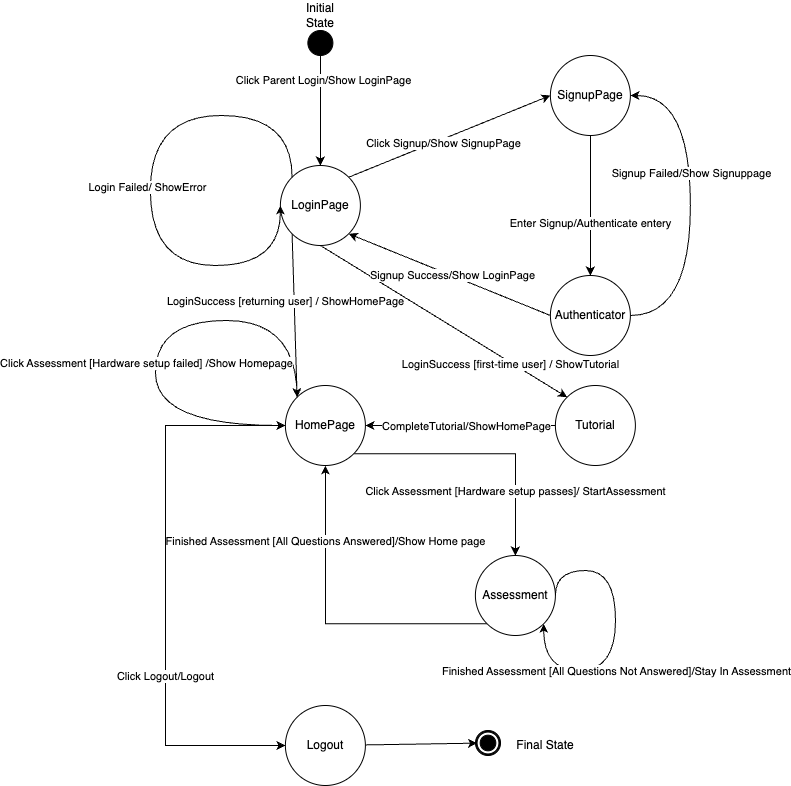 Initial
State
Click Parent Login/Show LoginPage
SignupPage
Click Signup/Show SignupPage
Signup Failed/Show Signuppage
Login Failed/ ShowError
LoginPage
Enter Signup/Authenticate entery
Signup Success/Show LoginPage
LoginSuccess [returning user] / ShowHomePage
Authenticator
Click Assessment [Hardware setup failed] /Show Homepage
LoginSuccess [first-time user] / ShowTutorial
HomePage
CompleteTutorial/ShowHomePage
Tutorial
Click Assessment [Hardware setup passes]/ StartAssessment
Finished Assessment [All Questions Answered]/Show Home page
Assessment
Finished Assessment [All Questions Not Answered]/Stay In Assessment
Click Logout/Logout
Logout
Final State